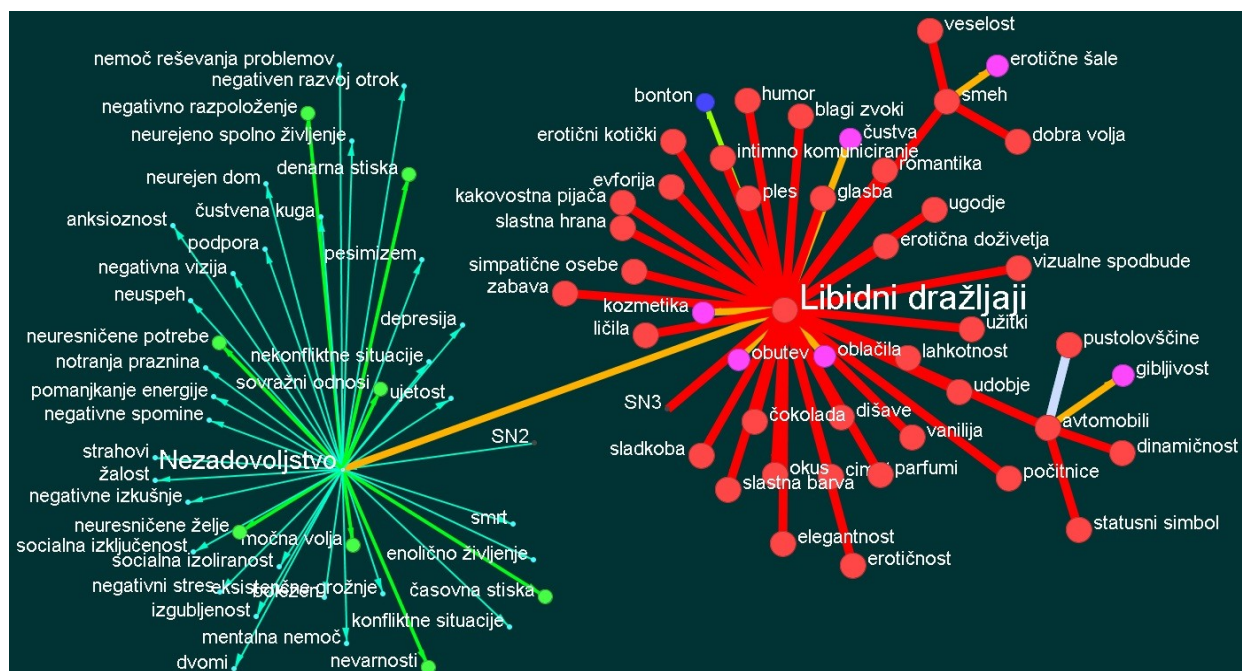 nemoč reševanja problemov
negativen razvoj otrok
negativno razpoloženje
neurejeno spolno življenje
denarna stiska
neurejen dom
čustvena kuga
anksioznost
podpora
pesimizem
negativna vizija
neuspeh
depresija
neuresničene potrebe
nekonfliktne situacije
notranja praznina
sovražni odnosi
ujetost
pomanjkanje energije
negativne spomine
SN2
strahovi
Nezadovoljstvo
žalost
negativne izkušnje
smrt
neuresničene želje
močna volja
socialna izključenost
enolično življenje
socialna izoliranost
negativni stres
eksistenčne grožnje
bolezen
časovna stiska
izgubljenost
konfliktne situacije
mentalna nemoč
dvomi
nevarnosti
veselost
erotične šale
smeh
dobra volja
bonton
humor
blagi zvoki
čustva
erotični kotički
intimno komuniciranje
romantika
evforija
ples
glasba
kakovostna pijača
ugodje
slastna hrana
erotična doživetja
simpatične osebe
vizualne spodbude
zabava
Libidni dražljaji
kozmetika
ličila
užitki
pustolovščine
obutev
oblačila
lahkotnost
gibljivost
udobje
SN3
čokolada
dišave
avtomobili
vanilija
dinamičnost
sladkoba
okus
parfumi
počitnice
slastna barva
statusni simbol
elegantnost
erotičnost